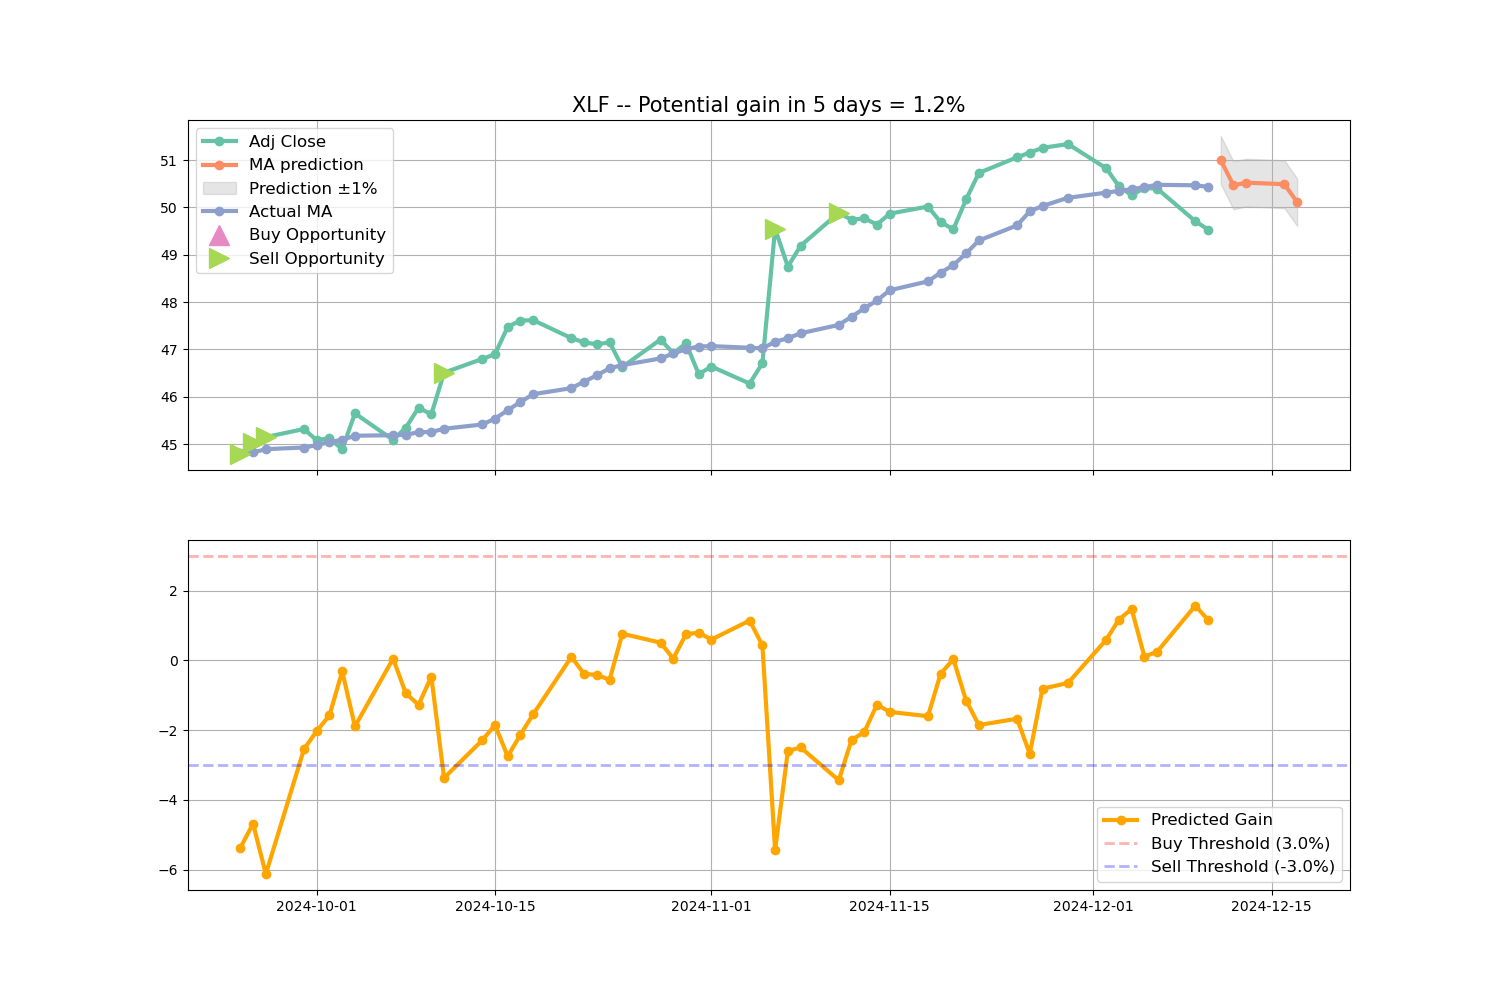 XLF -- Potential gain in 5 days = 1.2%
Adj Close
MA prediction
Prediction ±1%
Actual MA
Buy Opportunity
Sell Opportunity
51
50
49
48
47
46
45
2
0
−2
−4
−6
Predicted Gain
Buy Threshold (3.0%)
Sell Threshold (-3.0%)
2024-10-01
2024-10-15
2024-11-01
2024-11-15
2024-12-01
2024-12-15